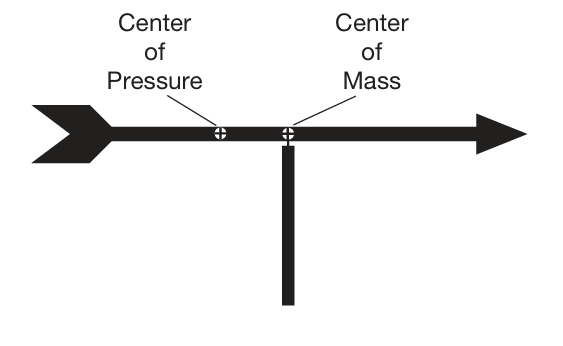 Center
of
Pressure
Center
of
Mass